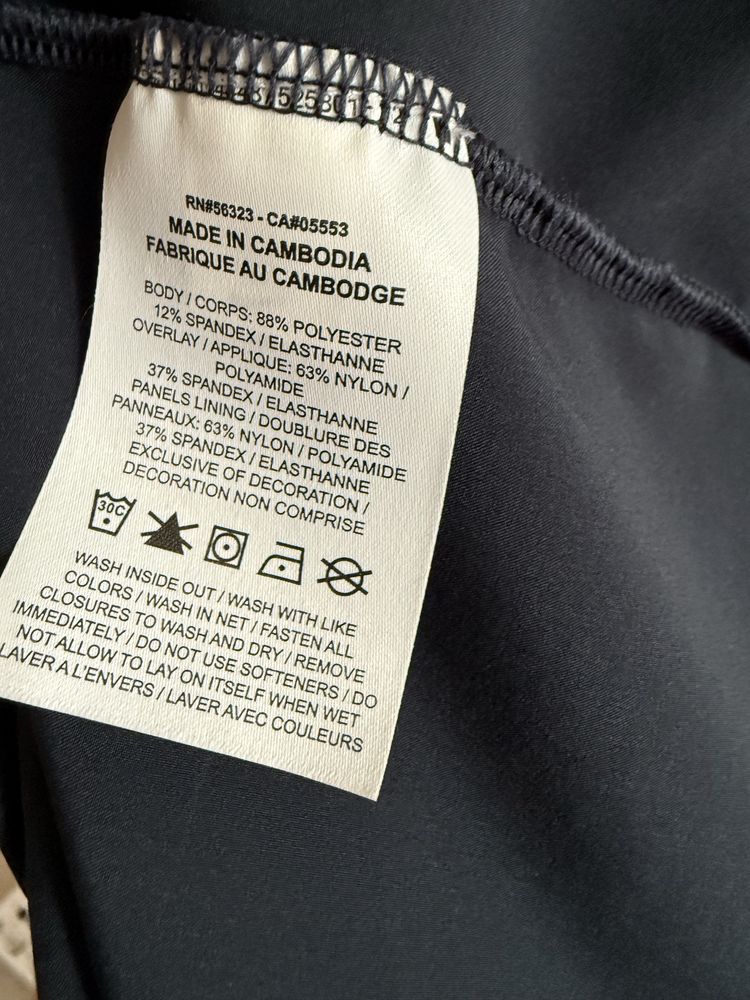 RN#56323 - CA#05553
MADE IN CAMBODIA
FABRIQUE AU CAMBODGE
BODY / CORPS: 88% POLYESTER
12% SPANDEX / ELASTHANNE
OVERLAY / APPLIQUE: 63% NYLON /
POLYAMIDE
37% SPANDEX / ELASTHANNE
PANELS LINING / DOUBLURE DES
PANNEAUX: 63% NYLON / POLYAMIDE
37% SPANDEX / ELASTHANNE
EXCLUSIVE OF DECORATION /
DECORATION NON COMPRISE
30C
WASH INSIDE OUT / WASH WITH LIKE
COLORS / WASH IN NET / FASTEN ALL
CLOSURES TO WASH AND DRY / REMOVE
IMMEDIATELY / DO NOT USE SOFTENERS / DO
NOT ALLOW TO LAY ON ITSELF WHEN WET
LAVER A L'ENVERS / LAVER AVEC COULEURS